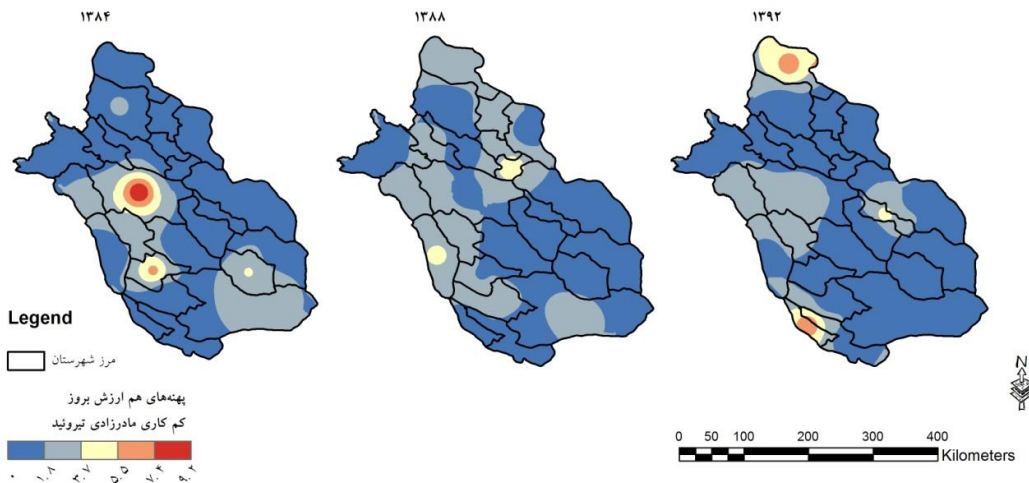 ۱۳۸۴
۱۳۸۸
۱۳۹۲
Legend
مرز شهرستان
پهنه‌های هم ارزش بروز
کم کاری مادرزادی تیروئید
۰
۱.۸
۳.۷
۵.۵
۷.۴
۹.۲
N
0 50 100 200 300 400
Kilometers